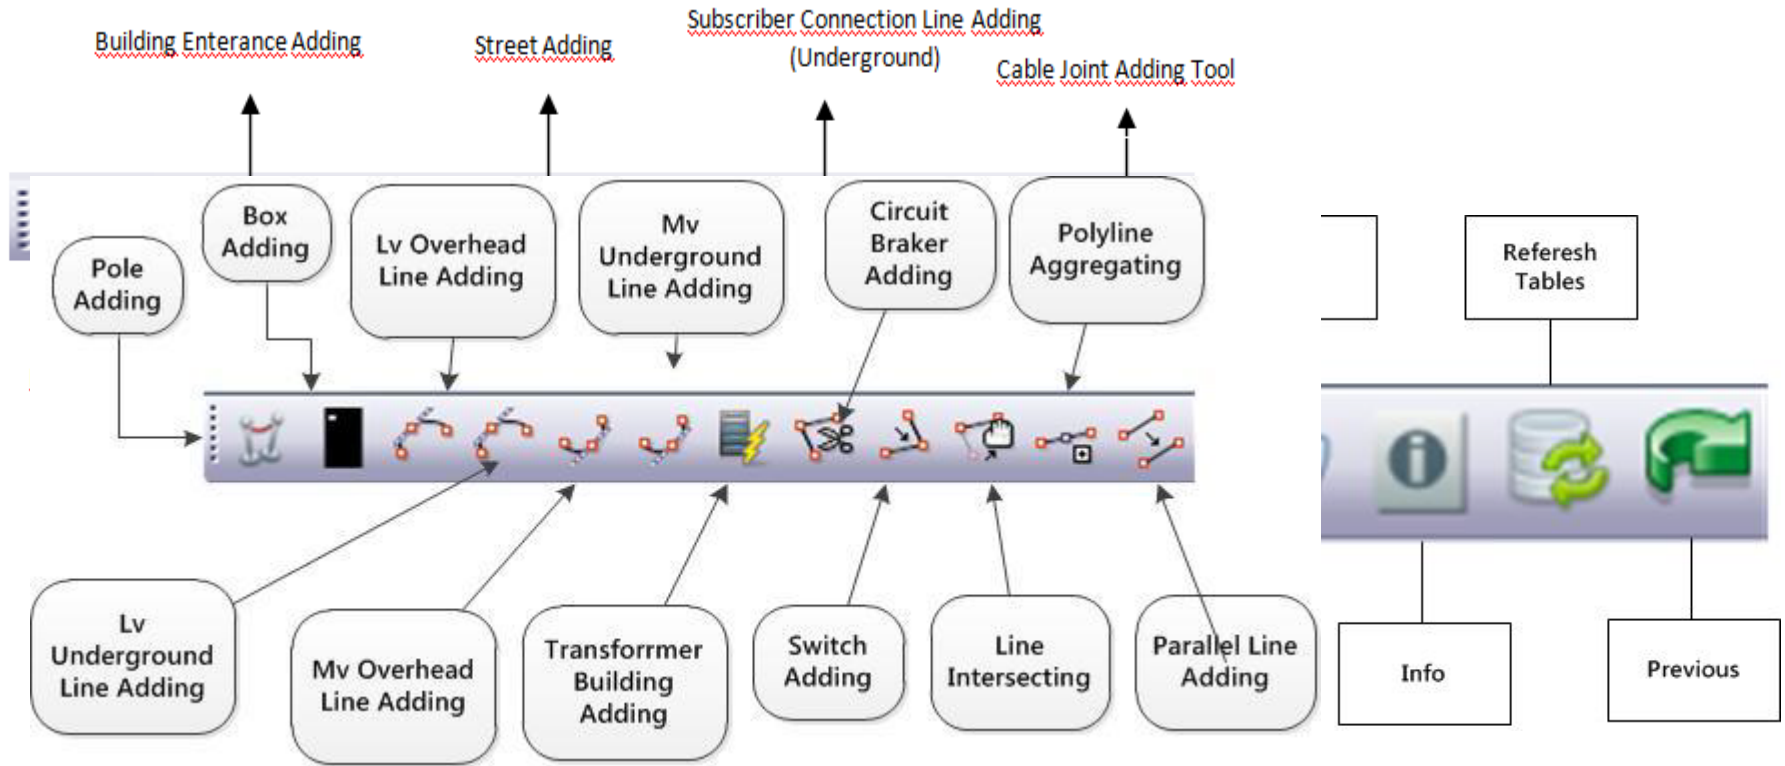 Subscriber Connection Line Adding
(Underground)
Building Enterance Adding
Street Adding
Cable Joint Adding Tool
Pole
Adding
Box
Adding
Lv Overhead
Line Adding
Mv
Underground
Line Adding
Circuit
Braker
Adding
Polyline
Aggregating
Referesh
Tables
Lv
Underground
Line Adding
Mv Overhead
Line Adding
Transforrmer
Building
Adding
Switch
Adding
Line
Intersecting
Parallel Line
Adding
Info
Previous